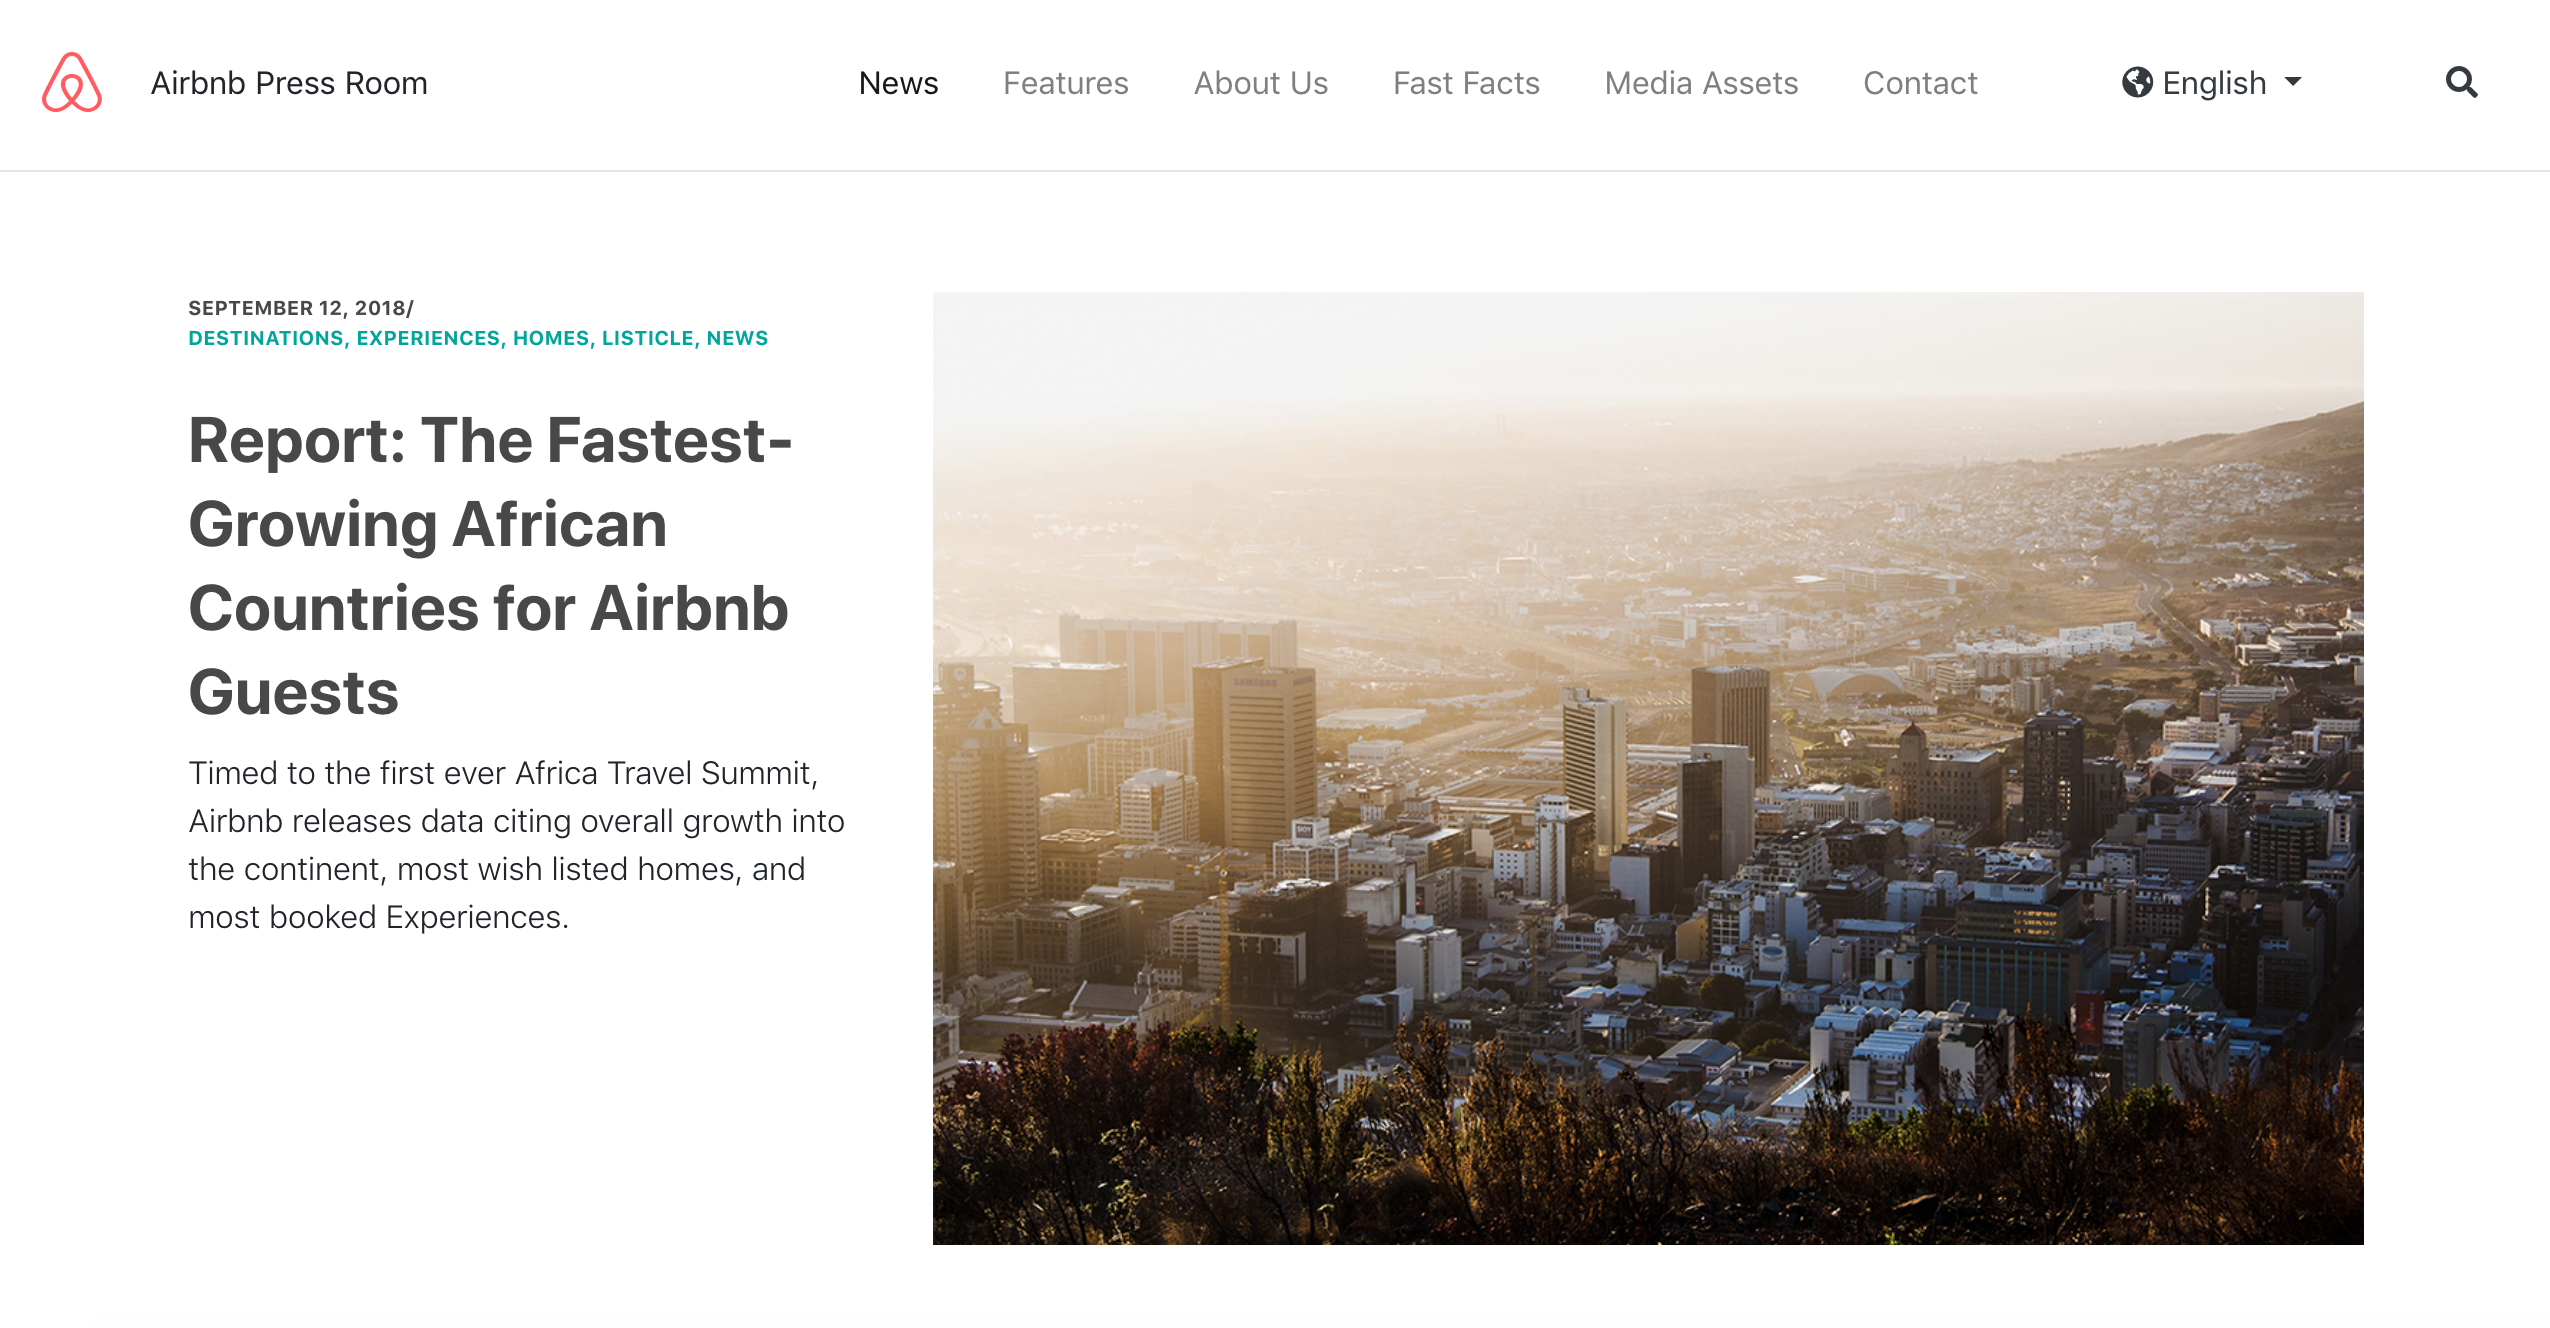 Airbnb Press Room
News
Features
About Us
Fast Facts
Media Assets
Contact
English
SEPTEMBER 12, 2018/
DESTINATIONS, EXPERIENCES, HOMES, LISTICLE, NEWS
Report: The Fastest-
Growing African
Countries for Airbnb
Guests
Timed to the first ever Africa Travel Summit,
Airbnb releases data citing overall growth into
the continent, most wish listed homes, and
most booked Experiences.
SAMSUNG